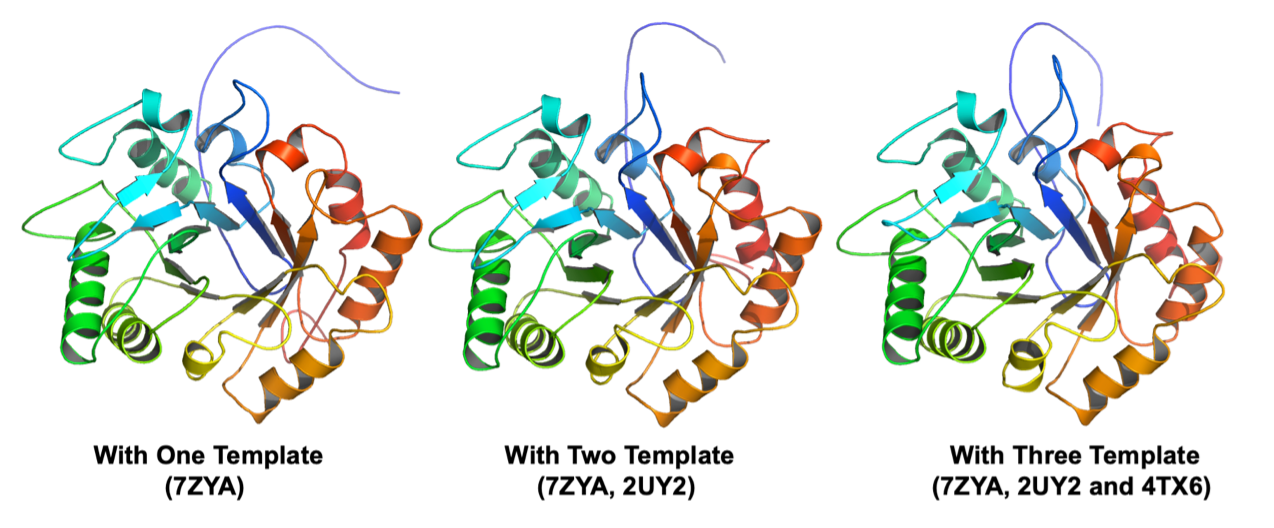 With One Template
(7ZYA)
With Two Template
(7ZYA, 2UY2)
With Three Template
(7ZYA, 2UY2 and 4TX6)